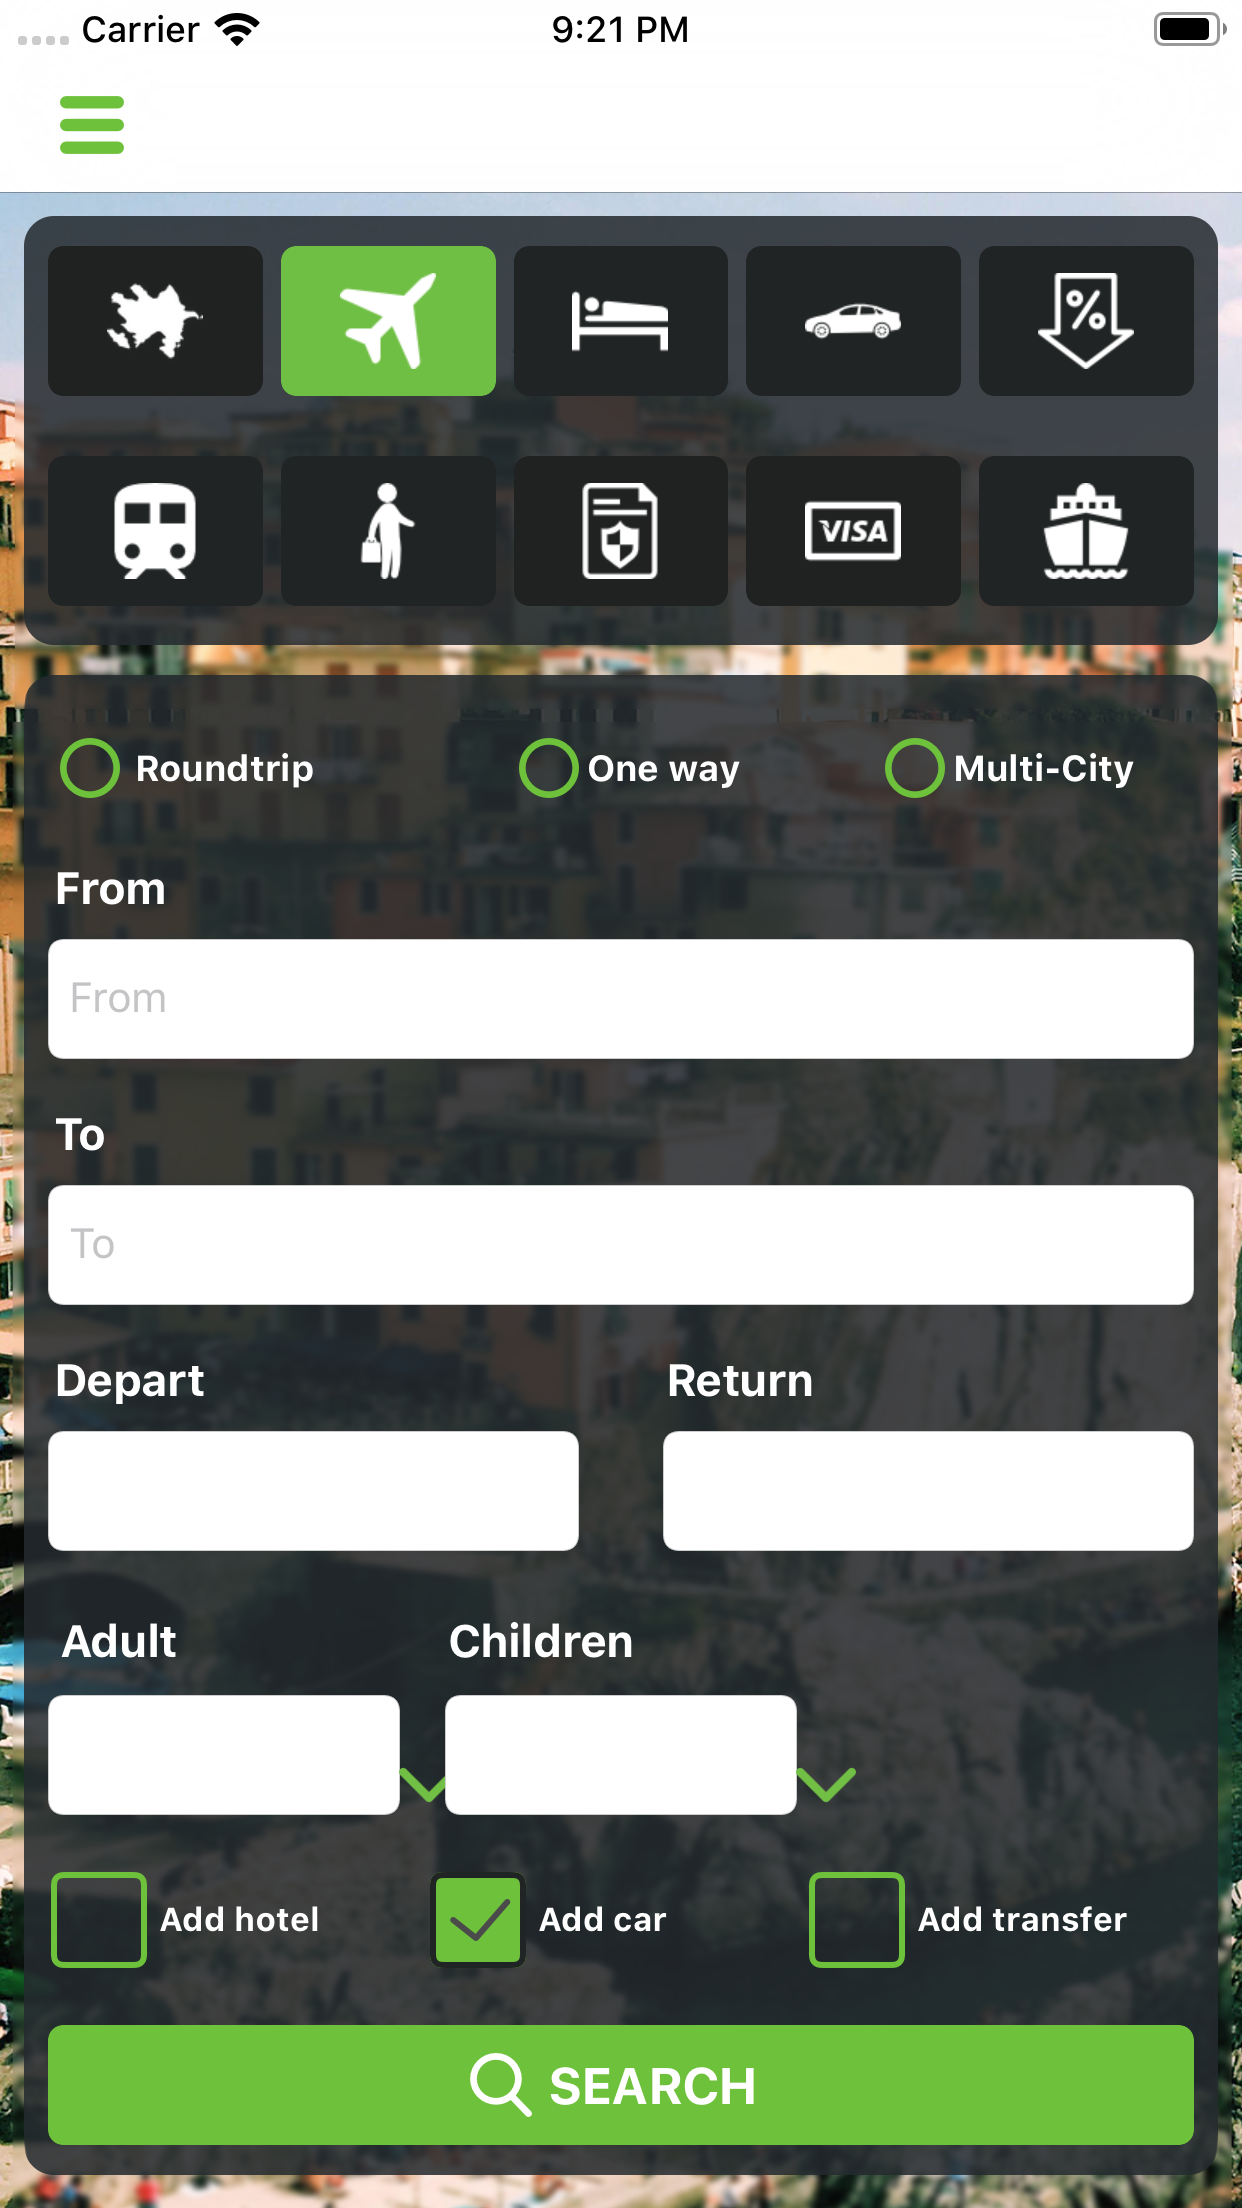 Carrier
9:21 PM
%
VISA
Roundtrip
One way
Multi-City
From
From
To
To
Depart
Return
Adult
Children
Add hotel
Add car
Add transfer
SEARCH